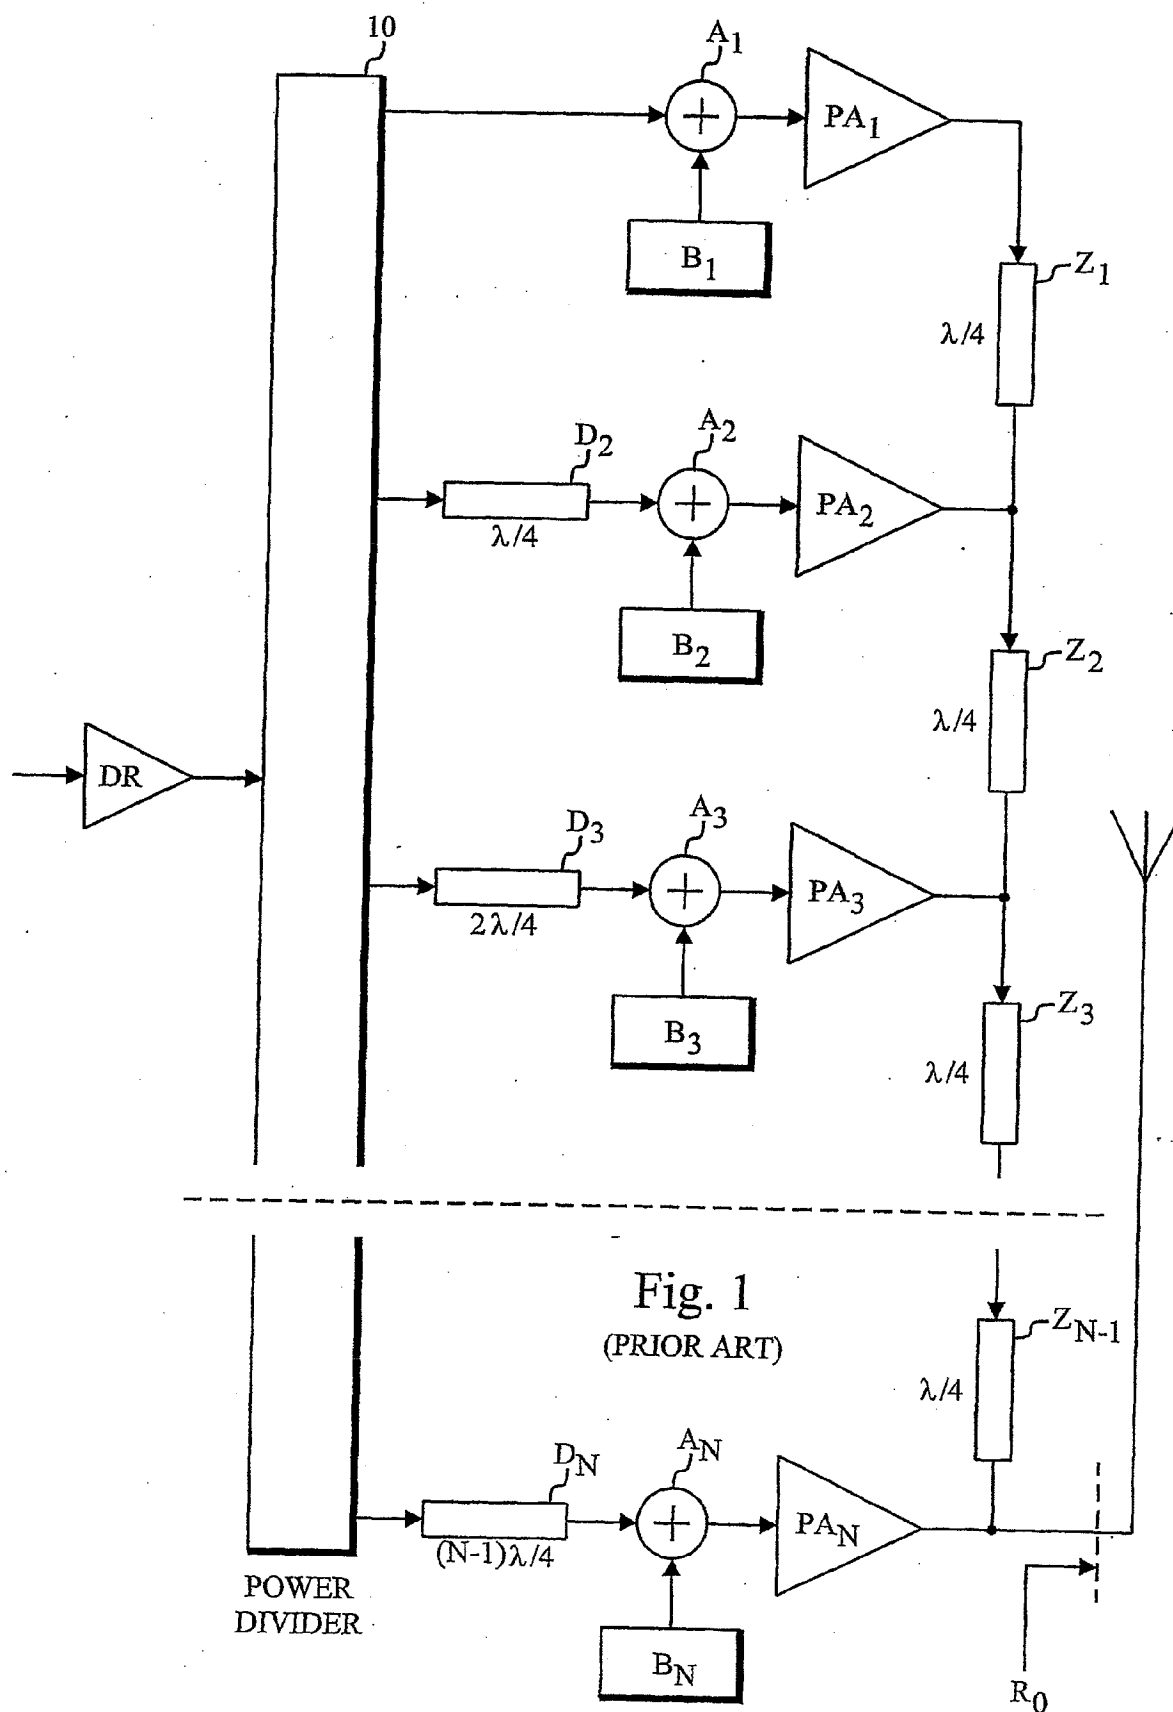 10
A1
PA1
B1
Z1
λ/4
D2
A2
PA2
λ/4
B2
Z2
λ/4
DR
D3
A3
PA3
2λ/4
B3
Z3
λ/4
Fig. 1
(PRIOR ART)
ZN-1
λ/4
DN
AN
PAN
(N-1)λ/4
POWER
DIVIDER
BN
R0